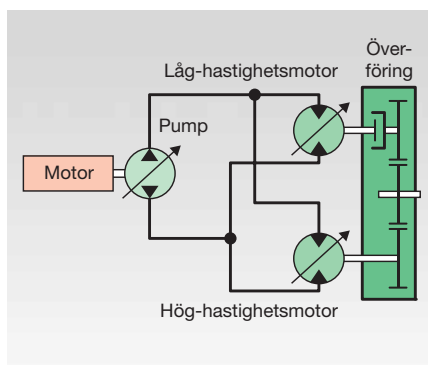 Över-
föring
Låg-hastighetsmotor
Pump
Motor
Hög-hastighetsmotor